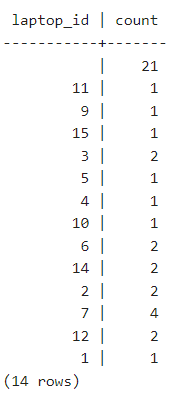 laptop_id | count
-----------+-------
| 21
11 | 1
9 | 1
15 | 1
3 | 2
5 | 1
4 | 1
10 | 1
6 | 2
14 | 2
2 | 2
7 | 4
12 | 2
1 | 1
(14 rows)